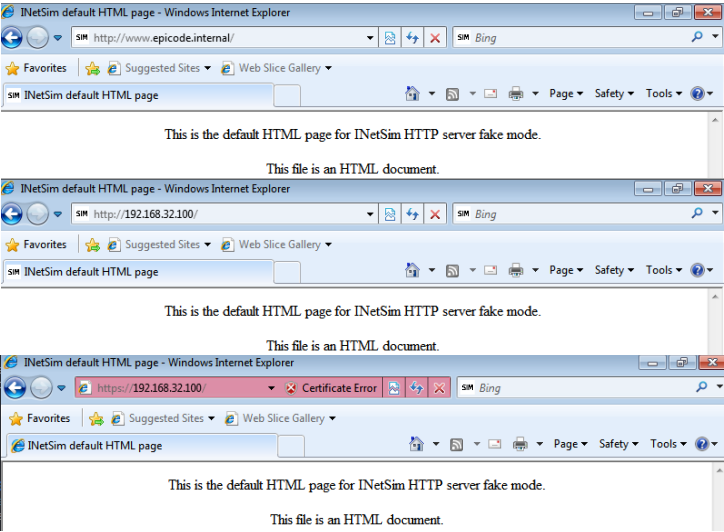 INetSim default HTML page - Windows Internet Explorer
SIM http://www.epicode.internal/ SIM Bing
Favorites Suggested Sites Web Slice Gallery
SIM INetSim default HTML page Page Safety Tools
This is the default HTML page for INetSim HTTP server fake mode.
This file is an HTML document.
INetSim default HTML page - Windows Internet Explorer
SIM http://192.168.32.100/ SIM Bing
Favorites Suggested Sites Web Slice Gallery
SIM INetSim default HTML page Page Safety Tools
This is the default HTML page for INetSim HTTP server fake mode.
This file is an HTML document.
INetSim default HTML page - Windows Internet Explorer
https://192.168.32.100/ Certificate Error SIM Bing
Favorites Suggested Sites Web Slice Gallery
INetSim default HTML page Page Safety Tools
This is the default HTML page for INetSim HTTP server fake mode.
This file is an HTML document.